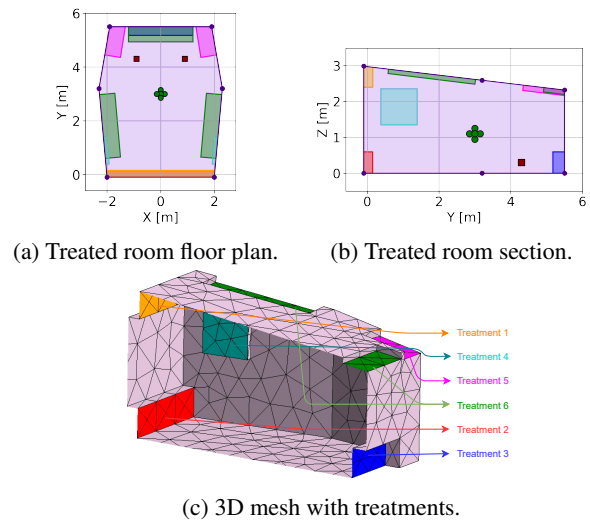 6
4
2
0
Y [m]
−2 0 2
X [m]
3
2
1
0
Z [m]
0 2 4 6
Y [m]
(a) Treated room floor plan.
(b) Treated room section.
Treatment 1
Treatment 4
Treatment 5
Treatment 6
Treatment 2
Treatment 3
(c) 3D mesh with treatments.